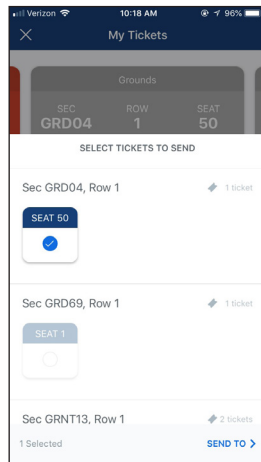 Verizon 10:18 AM 96%
My Tickets
Grounds
SEC ROW SEAT
GRD04 1 50
SELECT TICKETS TO SEND
Sec GRD04, Row 1 1 ticket
SEAT 50
Sec GRD69, Row 1 1 ticket
SEAT 1
Sec GRNT13, Row 1 2 tickets
1 Selected SEND TO >